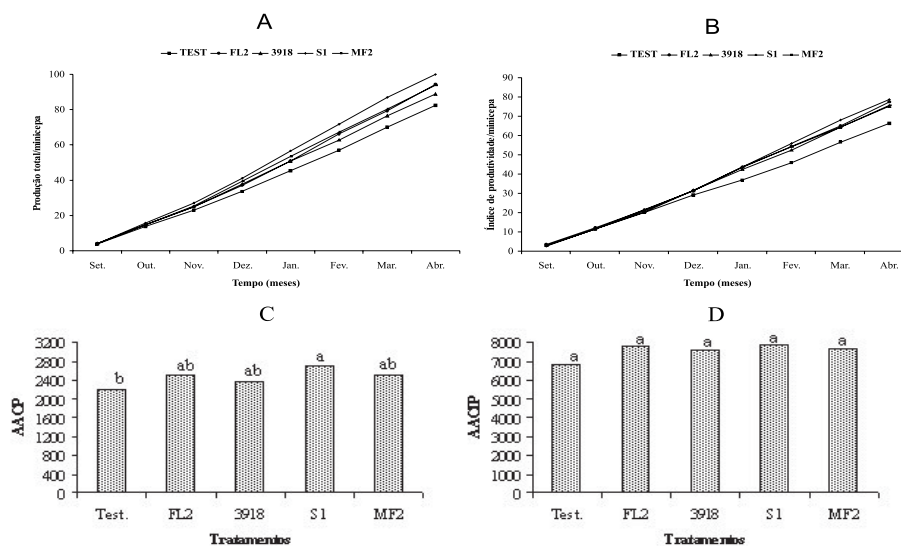 A
TEST FL2 3918 S1 MF2
Produção total/minicepa
100
80
60
40
20
0
Set. Out. Nov. Dez. Jan. Fev. Mar. Abr.
Tempo (meses)
B
TEST FL2 3918 S1 MF2
Índice de produtividade/minicepa
90
80
70
60
50
40
30
20
10
0
Set. Out. Nov. Dez. Jan. Fev. Mar. Abr.
Tempo (meses)
C
AACP
3200
2800
2400
2000
1600
1200
800
400
0
b ab ab a ab
Test. FL2 3918 S1 MF2
Tratamentos
D
AACIP
8000
7000
6000
5000
4000
3000
2000
1000
0
a a a a a
Test. FL2 3918 S1 MF2
Tratamentos